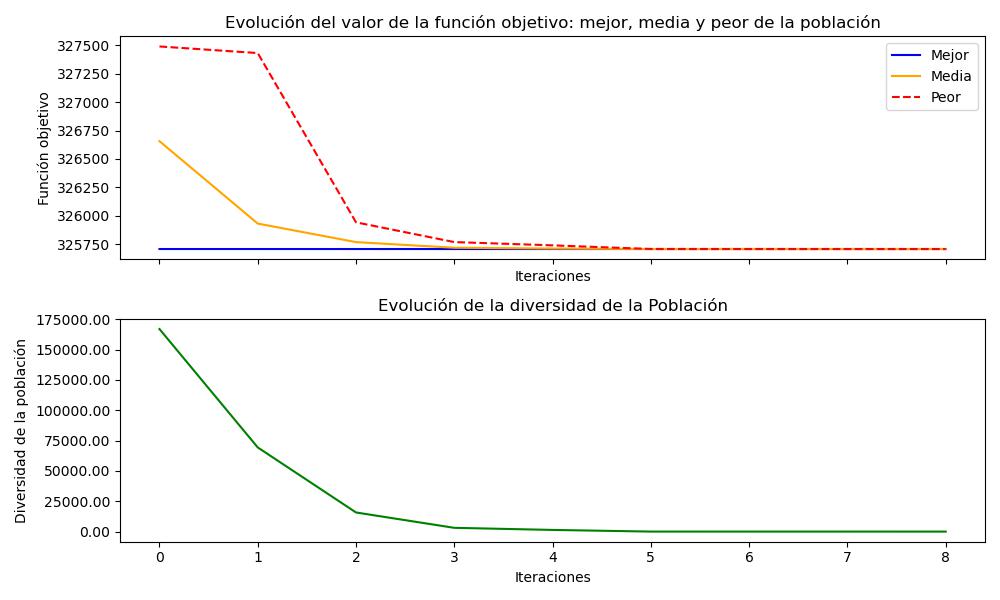 Evolución del valor de la función objetivo: mejor, media y peor de la población
Función objetivo
327500
327250
327000
326750
326500
326250
326000
325750
Mejor
Media
Peor
Iteraciones
Evolución de la diversidad de la Población
Diversidad de la población
175000.00
150000.00
125000.00
100000.00
75000.00
50000.00
25000.00
0.00
0 1 2 3 4 5 6 7 8
Iteraciones